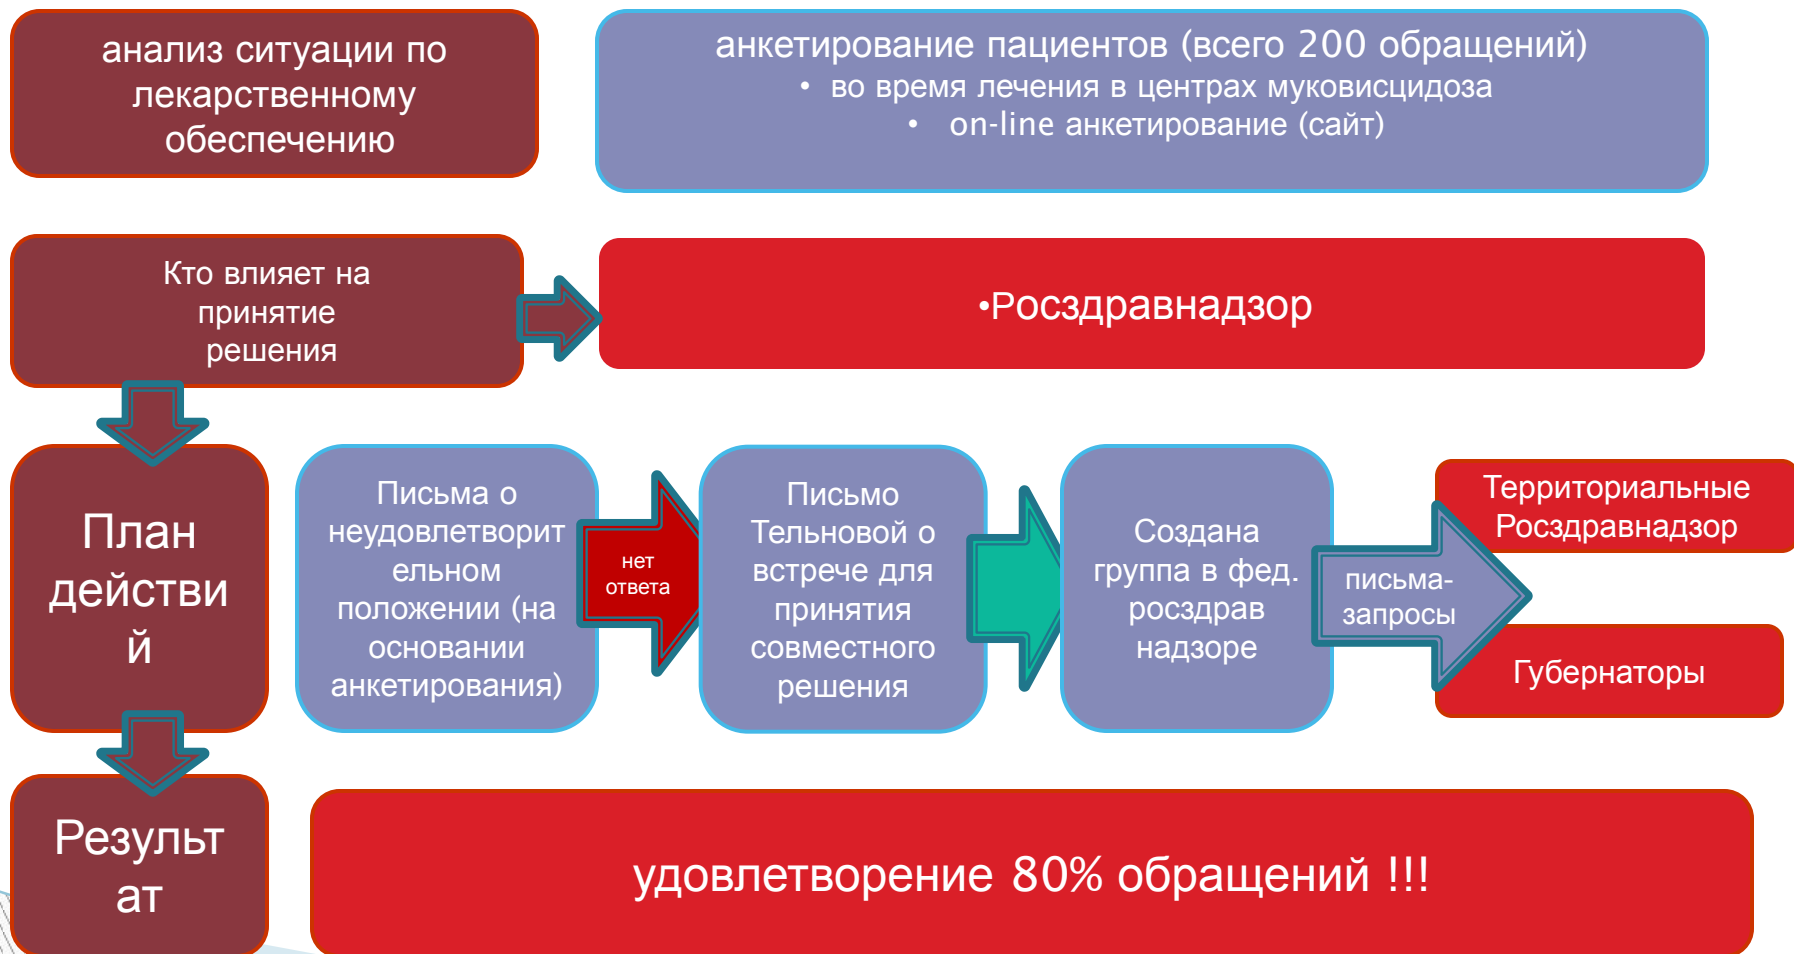 анализ ситуации по
лекарственному
обеспечению
анкетирование пациентов (всего 200 обращений)
• во время лечения в центрах муковисцидоза
• on-line анкетирование (сайт)
Кто влияет на
принятие
решения
•Росздравнадзор
План
действи
й
Письма о
неудовлетворит
ельном
положении (на
основании
анкетирования)
нет
ответа
Письмо
Тельновой о
встрече для
принятия
совместного
решения
Создана
группа в фед.
росздрав
надзоре
письма-
запросы
Территориальные
Росздравнадзор
Губернаторы
Результ
ат
удовлетворение 80% обращений !!!